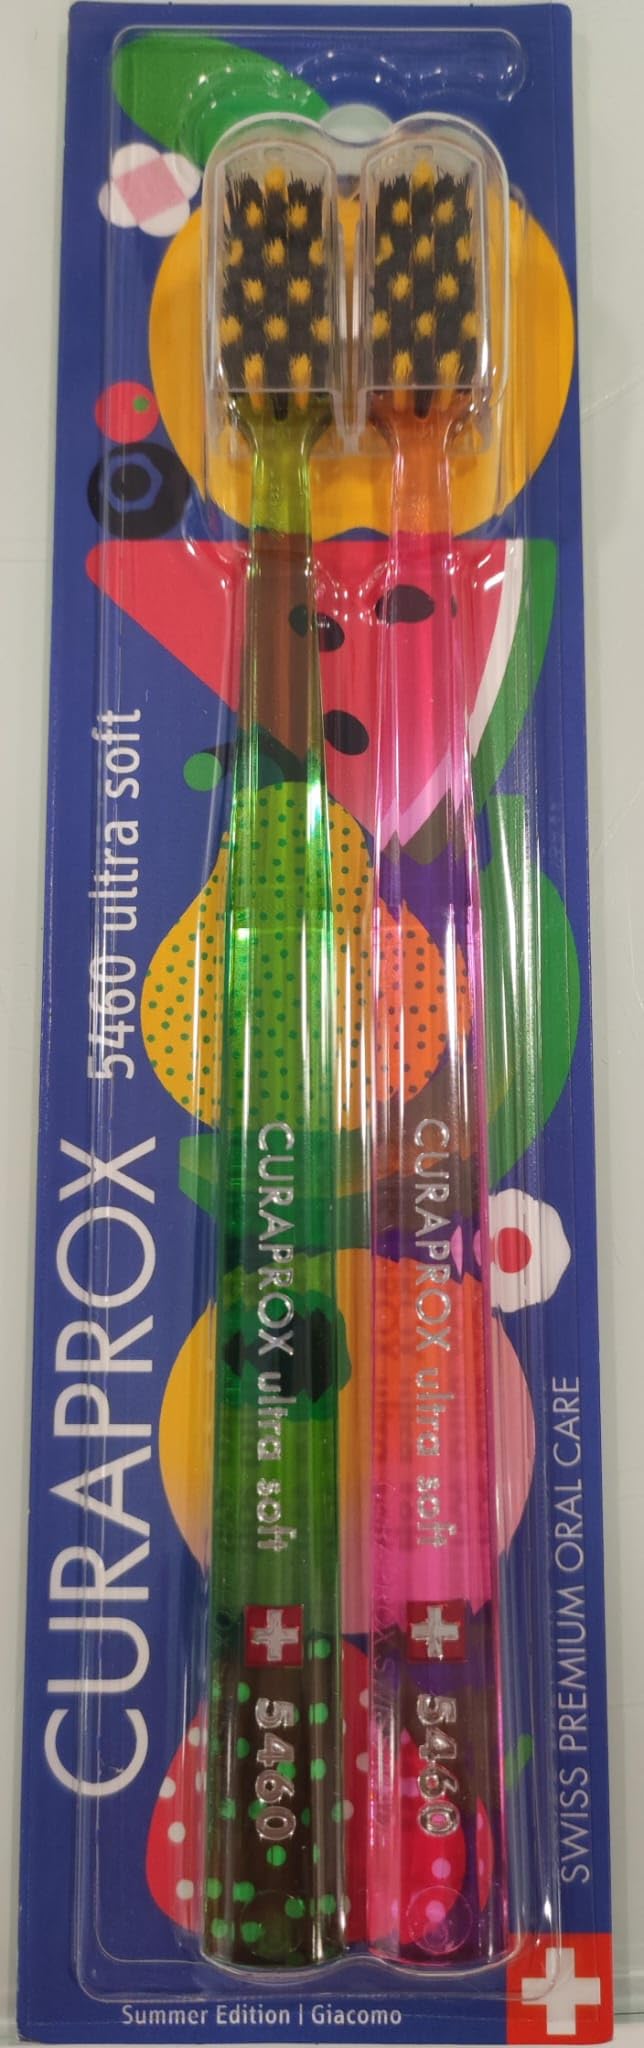 CURAPROX 5460 ultra soft
CURAPROX ultra soft
5460
CURAPROX ultra soft
5460
SWISS PREMIUM ORAL CARE
Summer Edition | Giacomo